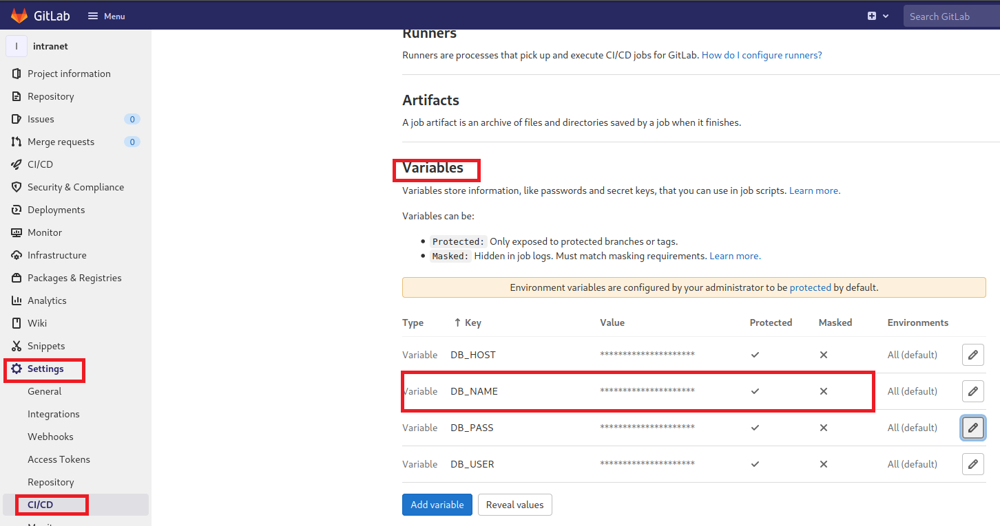 GitLab
Menu
Search GitLab
I
intranet
Project information
Repository
Issues
0
Merge requests
0
CI/CD
Security & Compliance
Deployments
Monitor
Infrastructure
Packages & Registries
Analytics
Wiki
Snippets
Settings
General
Integrations
Webhooks
Access Tokens
Repository
CI/CD
Runners
Runners are processes that pick up and execute CI/CD jobs for GitLab. How do I configure runners?
Artifacts
A job artifact is an archive of files and directories saved by a job when it finishes.
Variables
Variables store information, like passwords and secret keys, that you can use in job scripts. Learn more.
Variables can be:
Protected: Only exposed to protected branches or tags.
Masked: Hidden in job logs. Must match masking requirements. Learn more.
Environment variables are configured by your administrator to be protected by default.
Type ↑ Key Value Protected Masked Environments
Variable DB_HOST ********************* All (default)
Variable DB_NAME ********************* All (default)
Variable DB_PASS ********************* All (default)
Variable DB_USER ********************* All (default)
Add variable Reveal values